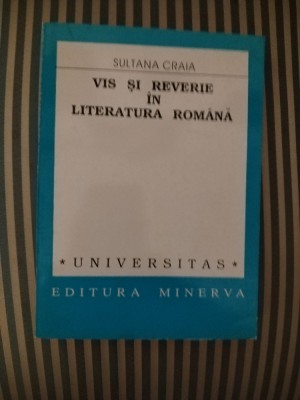 SULTANA CRAIA
VIS ȘI REVERIE
ÎN
LITERATURA ROMÂNĂ
* UNIVERSITAS *
EDITURA MINERVA